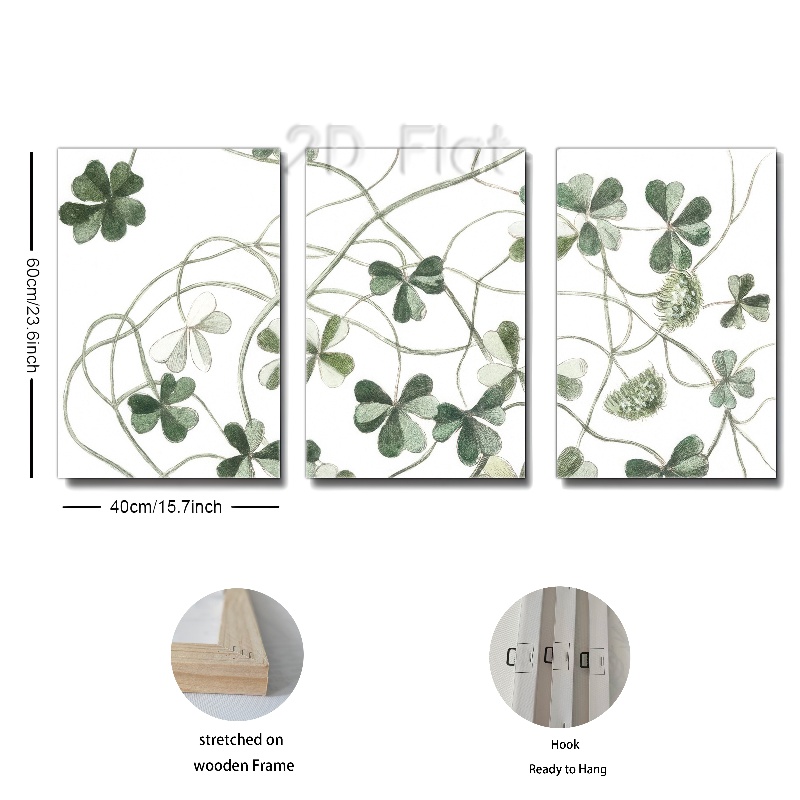 2D Flat
60cm/23.6inch
40cm/15.7inch
stretched on
wooden Frame
Hook
Ready to Hang